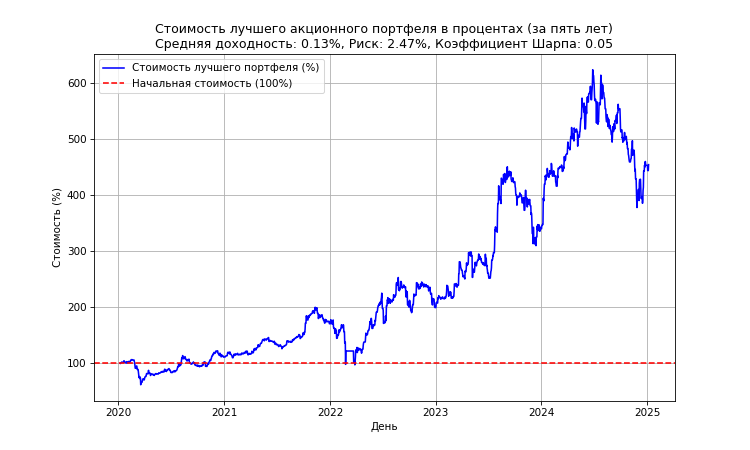 Стоимость лучшего акционного портфеля в процентах (за пять лет)
Средняя доходность: 0.13%, Риск: 2.47%, Коэффициент Шарпа: 0.05
Стоимость лучшего портфеля (%)
Начальная стоимость (100%)
Стоимость (%)
600
500
400
300
200
100
2020 2021 2022 2023 2024 2025
День